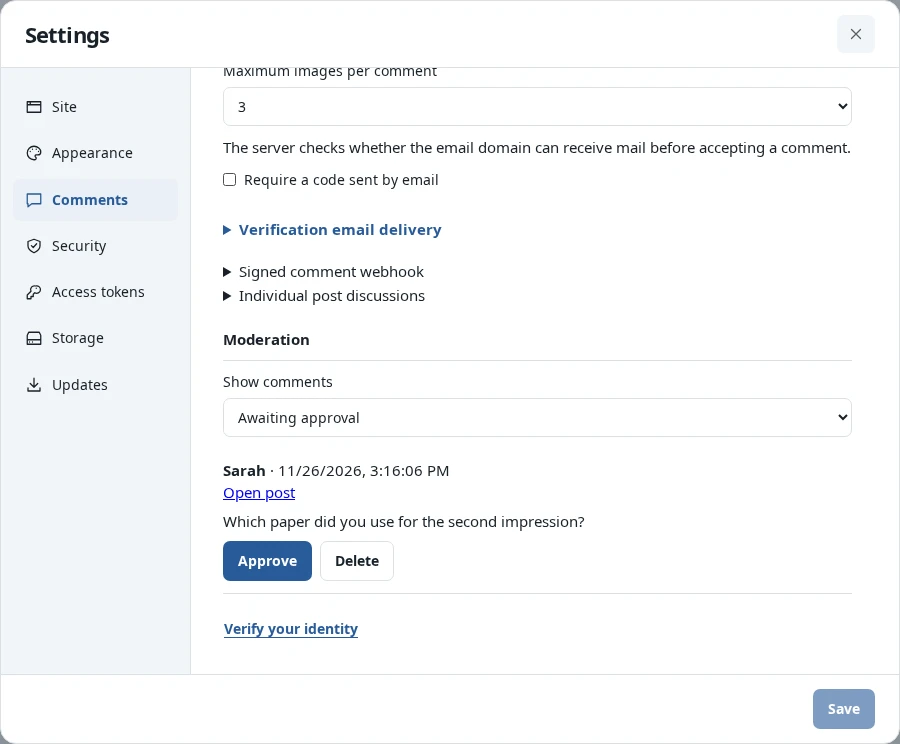 Settings
Site
Appearance
Comments
Security
Access tokens
Storage
Updates
Maximum images per comment
3
The server checks whether the email domain can receive mail before accepting a comment.
Require a code sent by email
Verification email delivery
Signed comment webhook
Individual post discussions
Moderation
Show comments
Awaiting approval
Sarah · 11/26/2026, 3:16:06 PM
Open post
Which paper did you use for the second impression?
Approve Delete
Verify your identity
Save